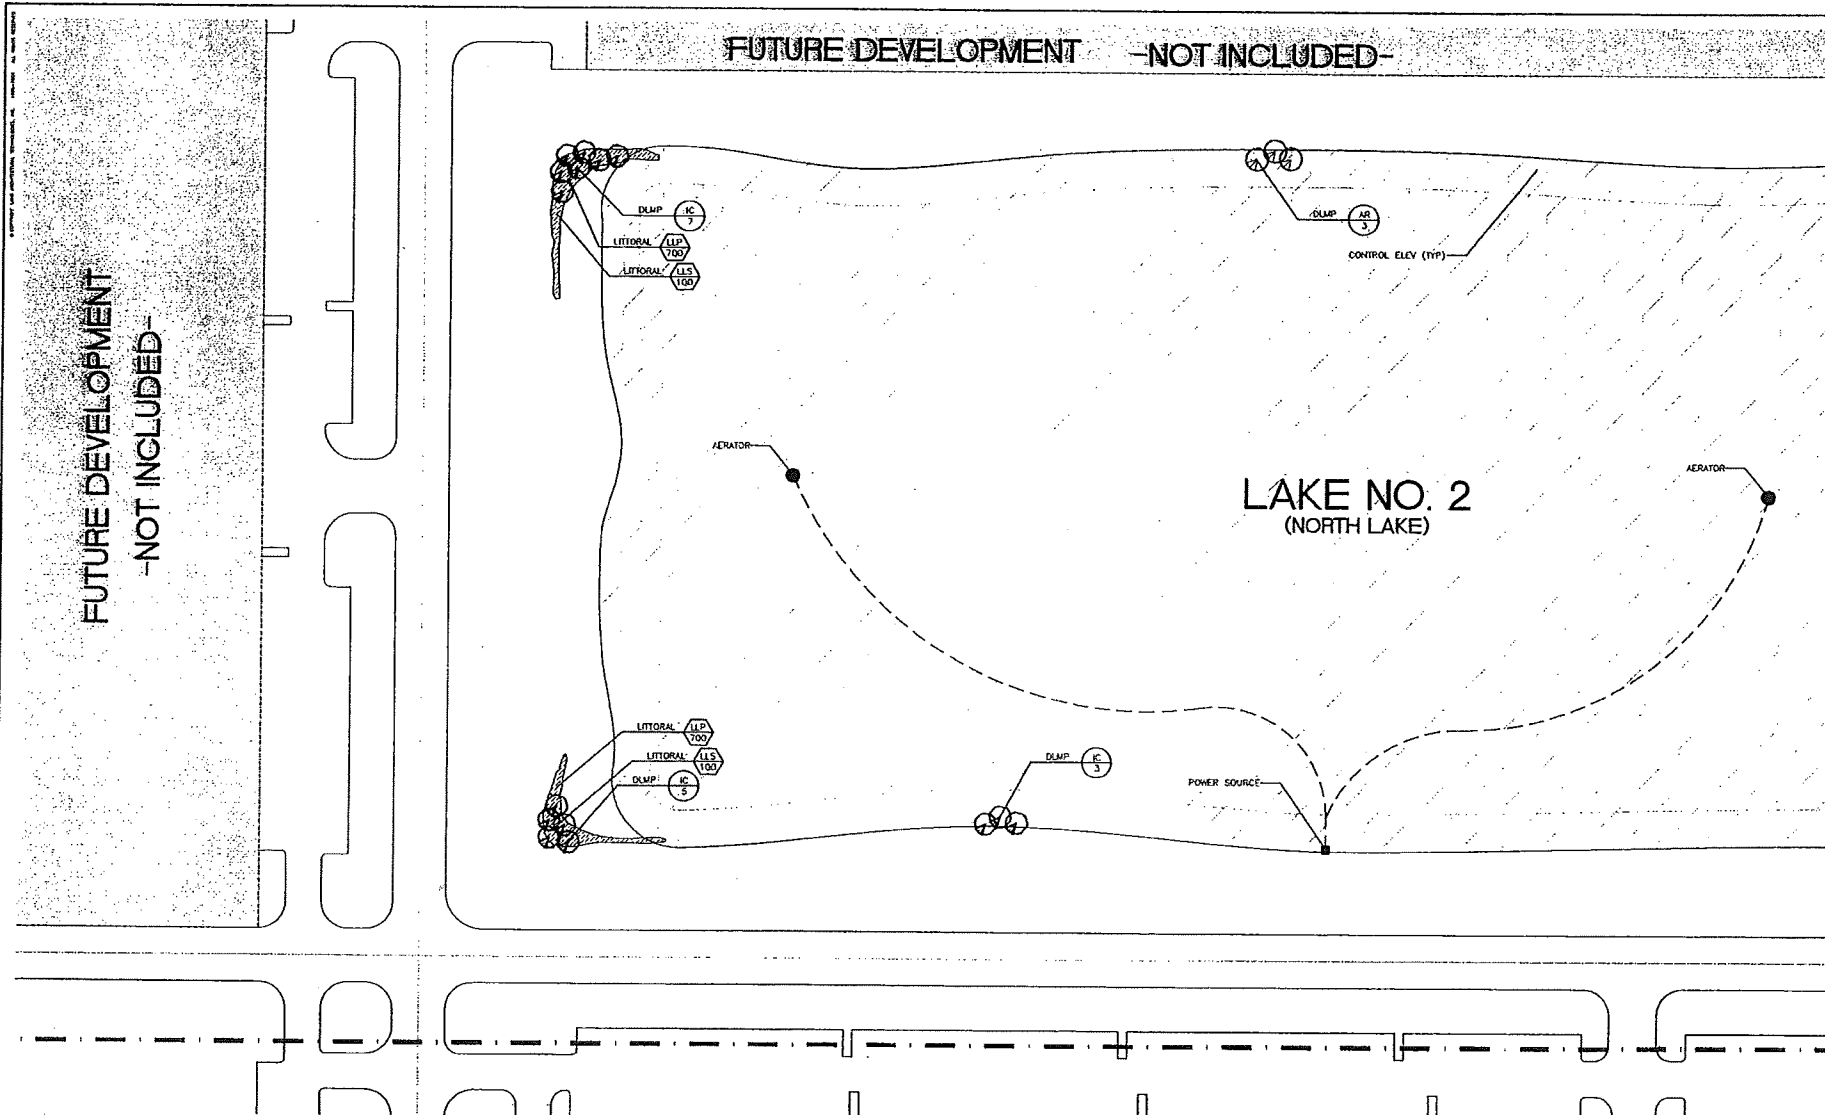 FUTURE DEVELOPMENT -NOT INCLUDED-
FUTURE DEVELOPMENT
-NOT INCLUDED-
DLMP IC 7
LITTORAL LLP 700
LITTORAL LLS 100
DLMP AR 3
CONTROL ELEV (TYP)
AERATOR
AERATOR
LAKE NO. 2
(NORTH LAKE)
LITTORAL LLP 700
LITTORAL LLS 100
DLMP IC 5
DLMP IC 3
POWER SOURCE